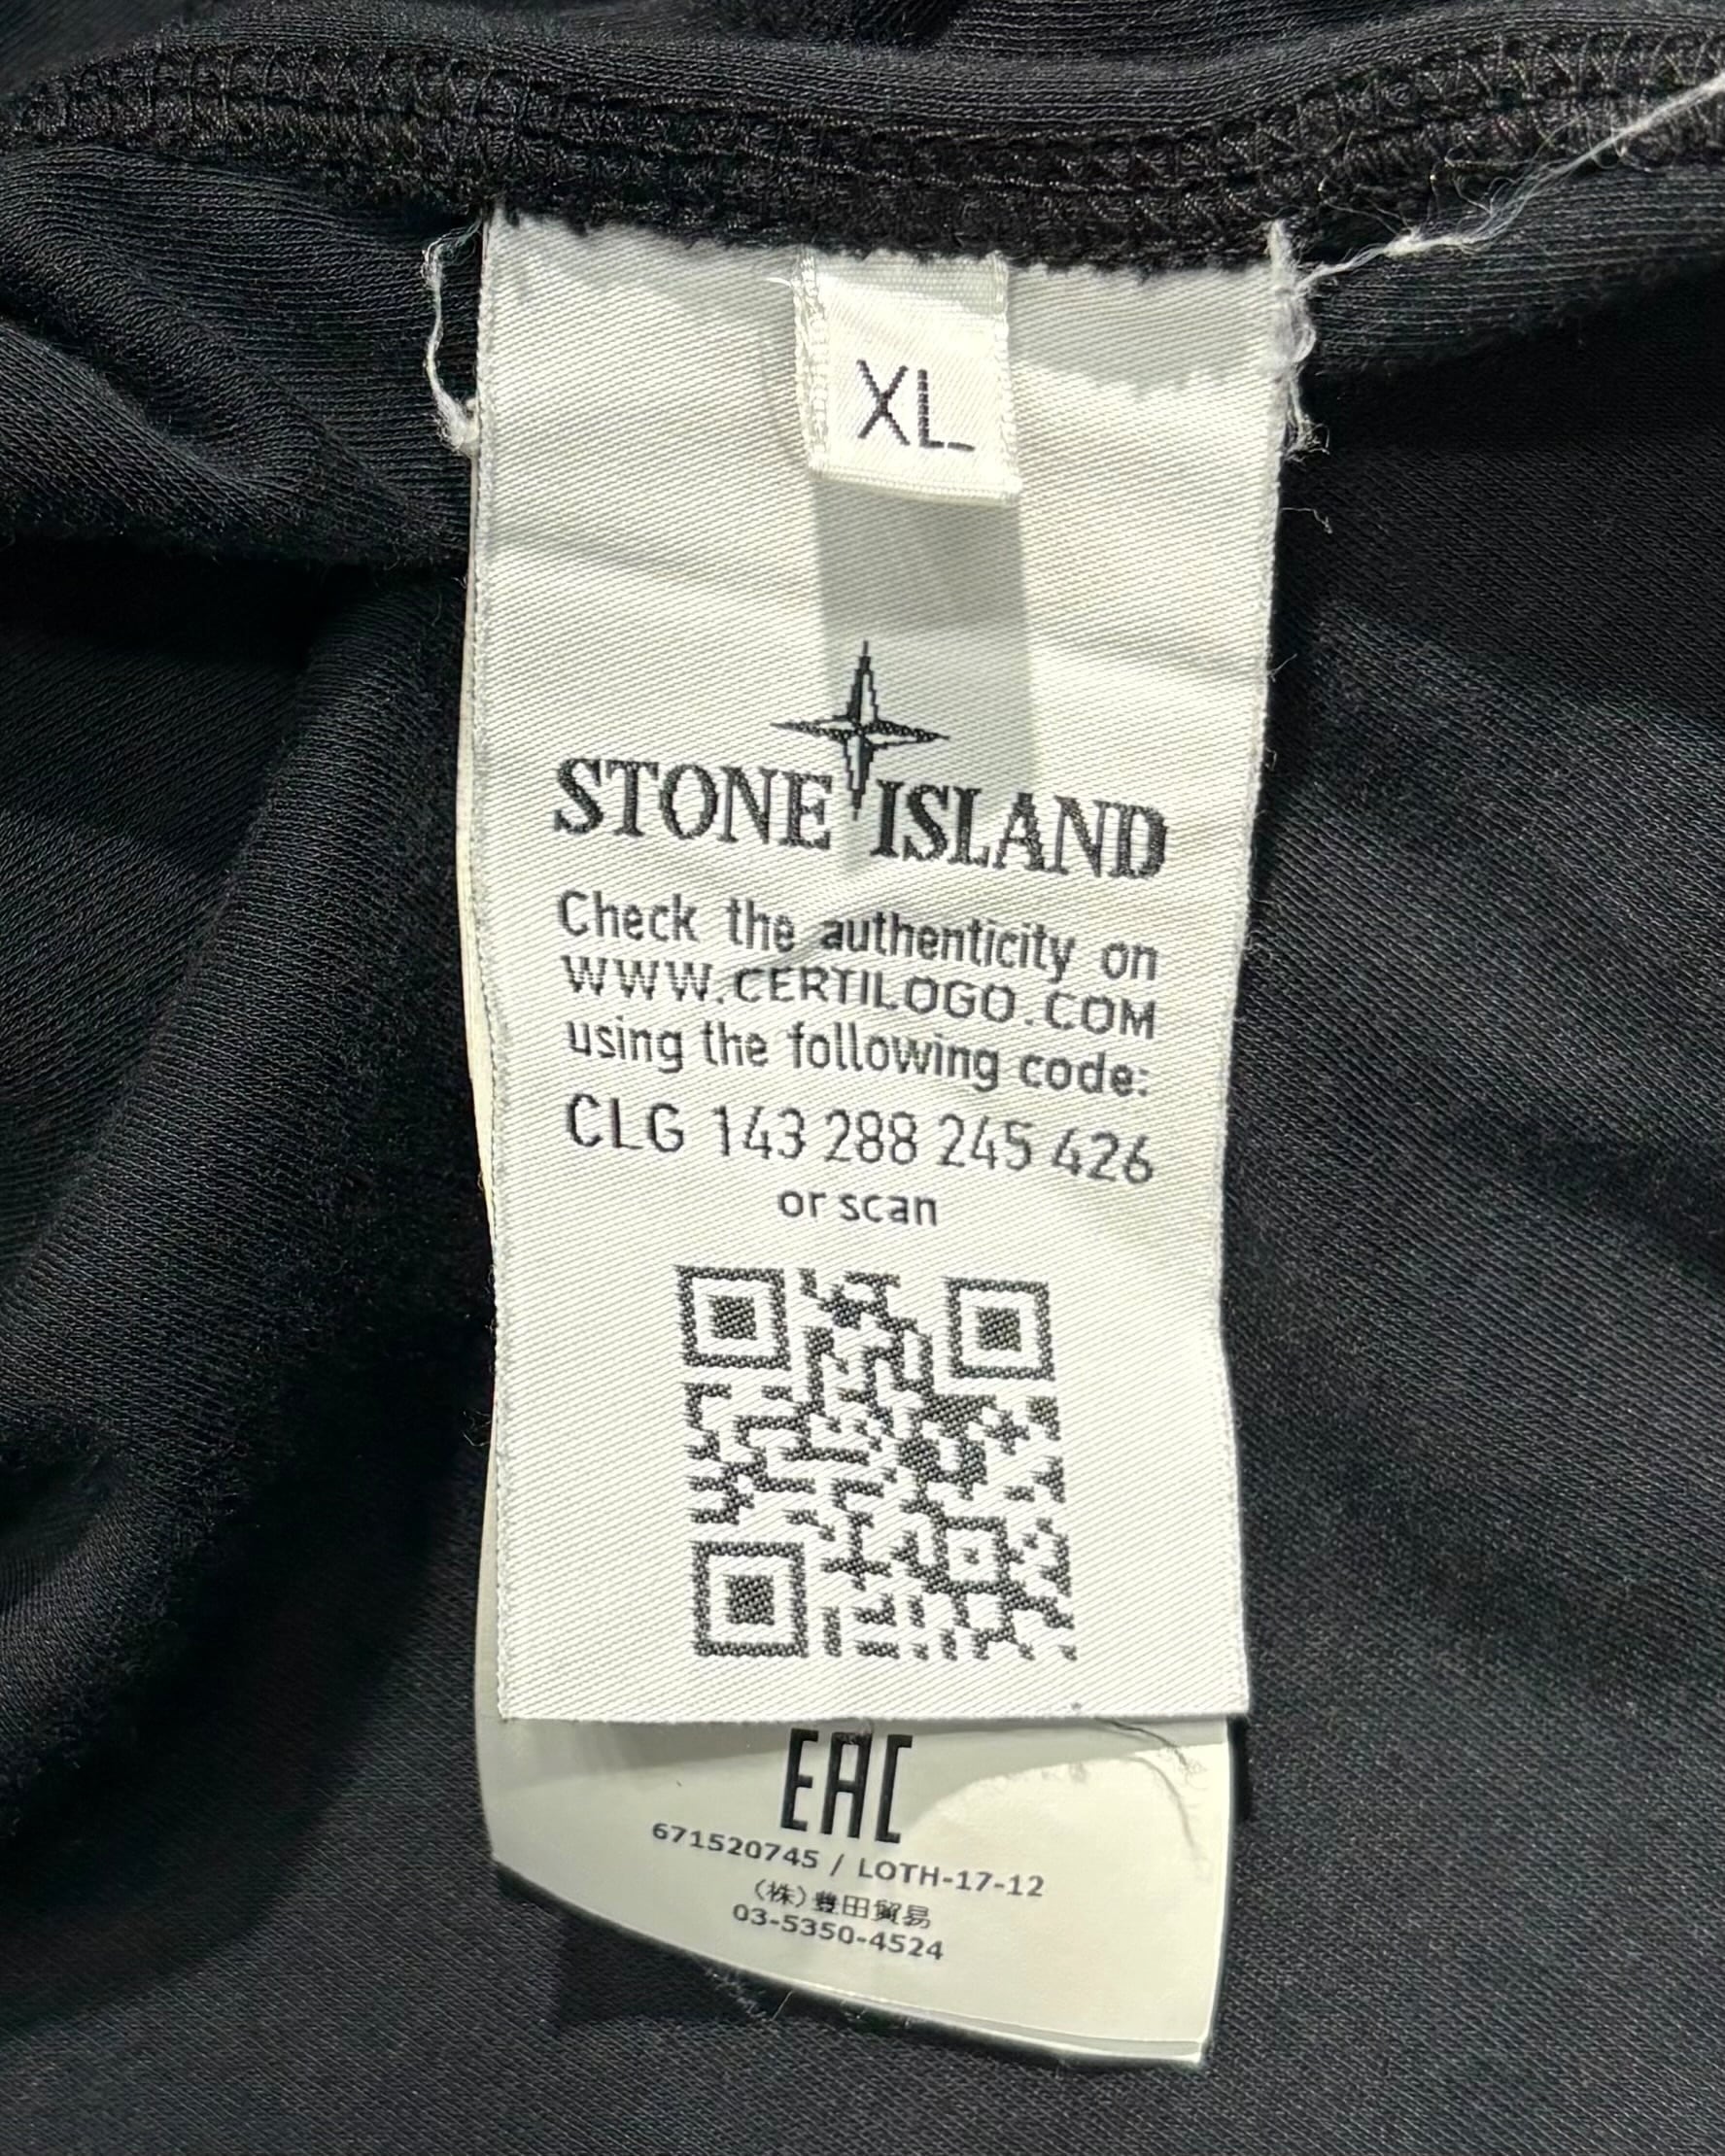 XL
STONE ISLAND
Check the authenticity on
WWW.CERTILOGO.COM
using the following code:
CLG 143 288 245 426
or scan
EAC
671520745 / LOTH-17-12
(株)豊田貿易
03-5350-4524